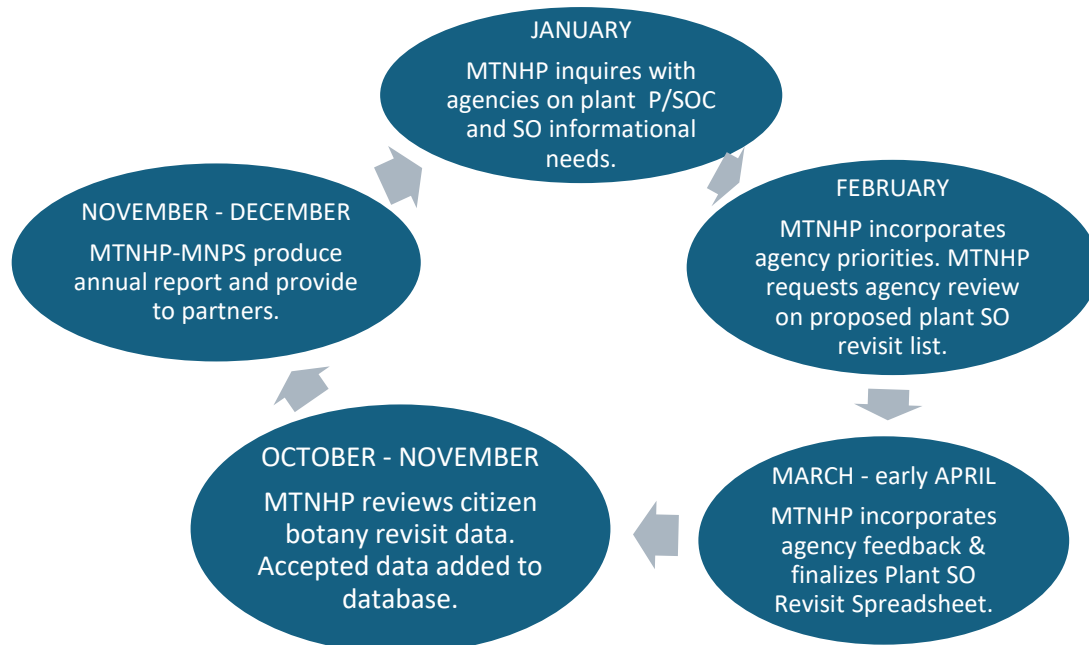 JANUARY
MTNHP inquires with
agencies on plant  P/SOC
and SO informational
needs.
FEBRUARY
MTNHP incorporates
agency priorities. MTNHP
requests agency review
on proposed plant SO
revisit list.
MARCH - early APRIL
MTNHP incorporates
agency feedback &
finalizes Plant SO
Revisit Spreadsheet.
OCTOBER - NOVEMBER
MTNHP reviews citizen
botany revisit data.
Accepted data added to
database.
NOVEMBER - DECEMBER
MTNHP-MNPS produce
annual report and provide
to partners.